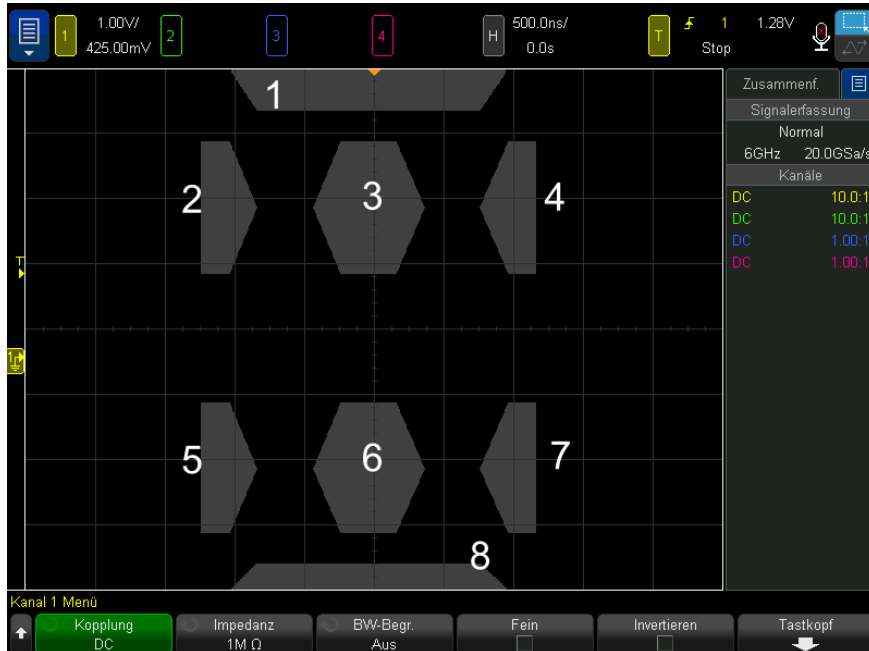 1 1.00V/ 2 3 4 H 500.0ns/ T 1 1.28V
425.00mV 0.0s Stop
Zusammenf.
Signalerfassung
Normal
6GHz 20.0GSa/s
Kanäle
DC 10.0:1
DC 10.0:1
DC 1.00:1
DC 1.00:1
1
2 3 4
T
1
5 6 7
8
Kanal 1 Menü
Kopplung Impedanz BW-Begr. Fein Invertieren Tastkopf
DC 1M Ω Aus